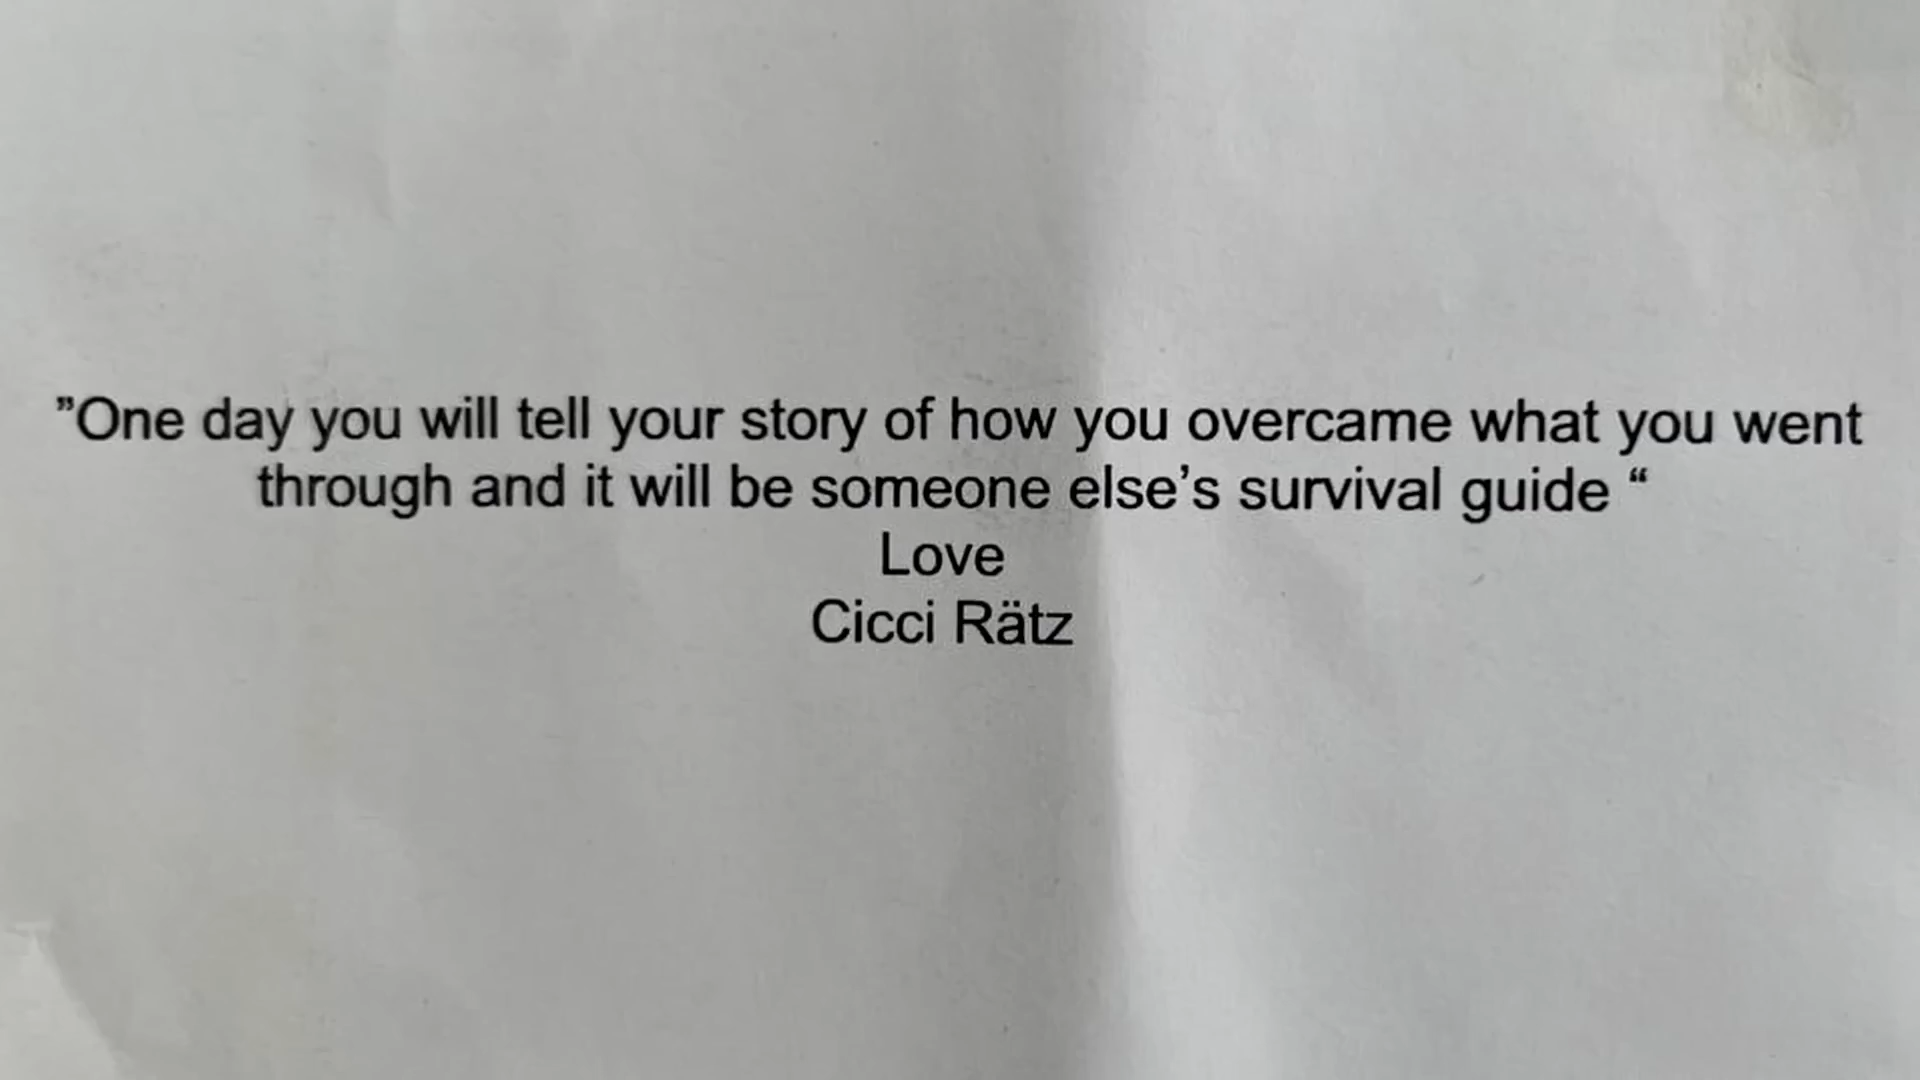 ”One day you will tell your story of how you overcame what you went
through and it will be someone else’s survival guide “
Love
Cicci Rätz